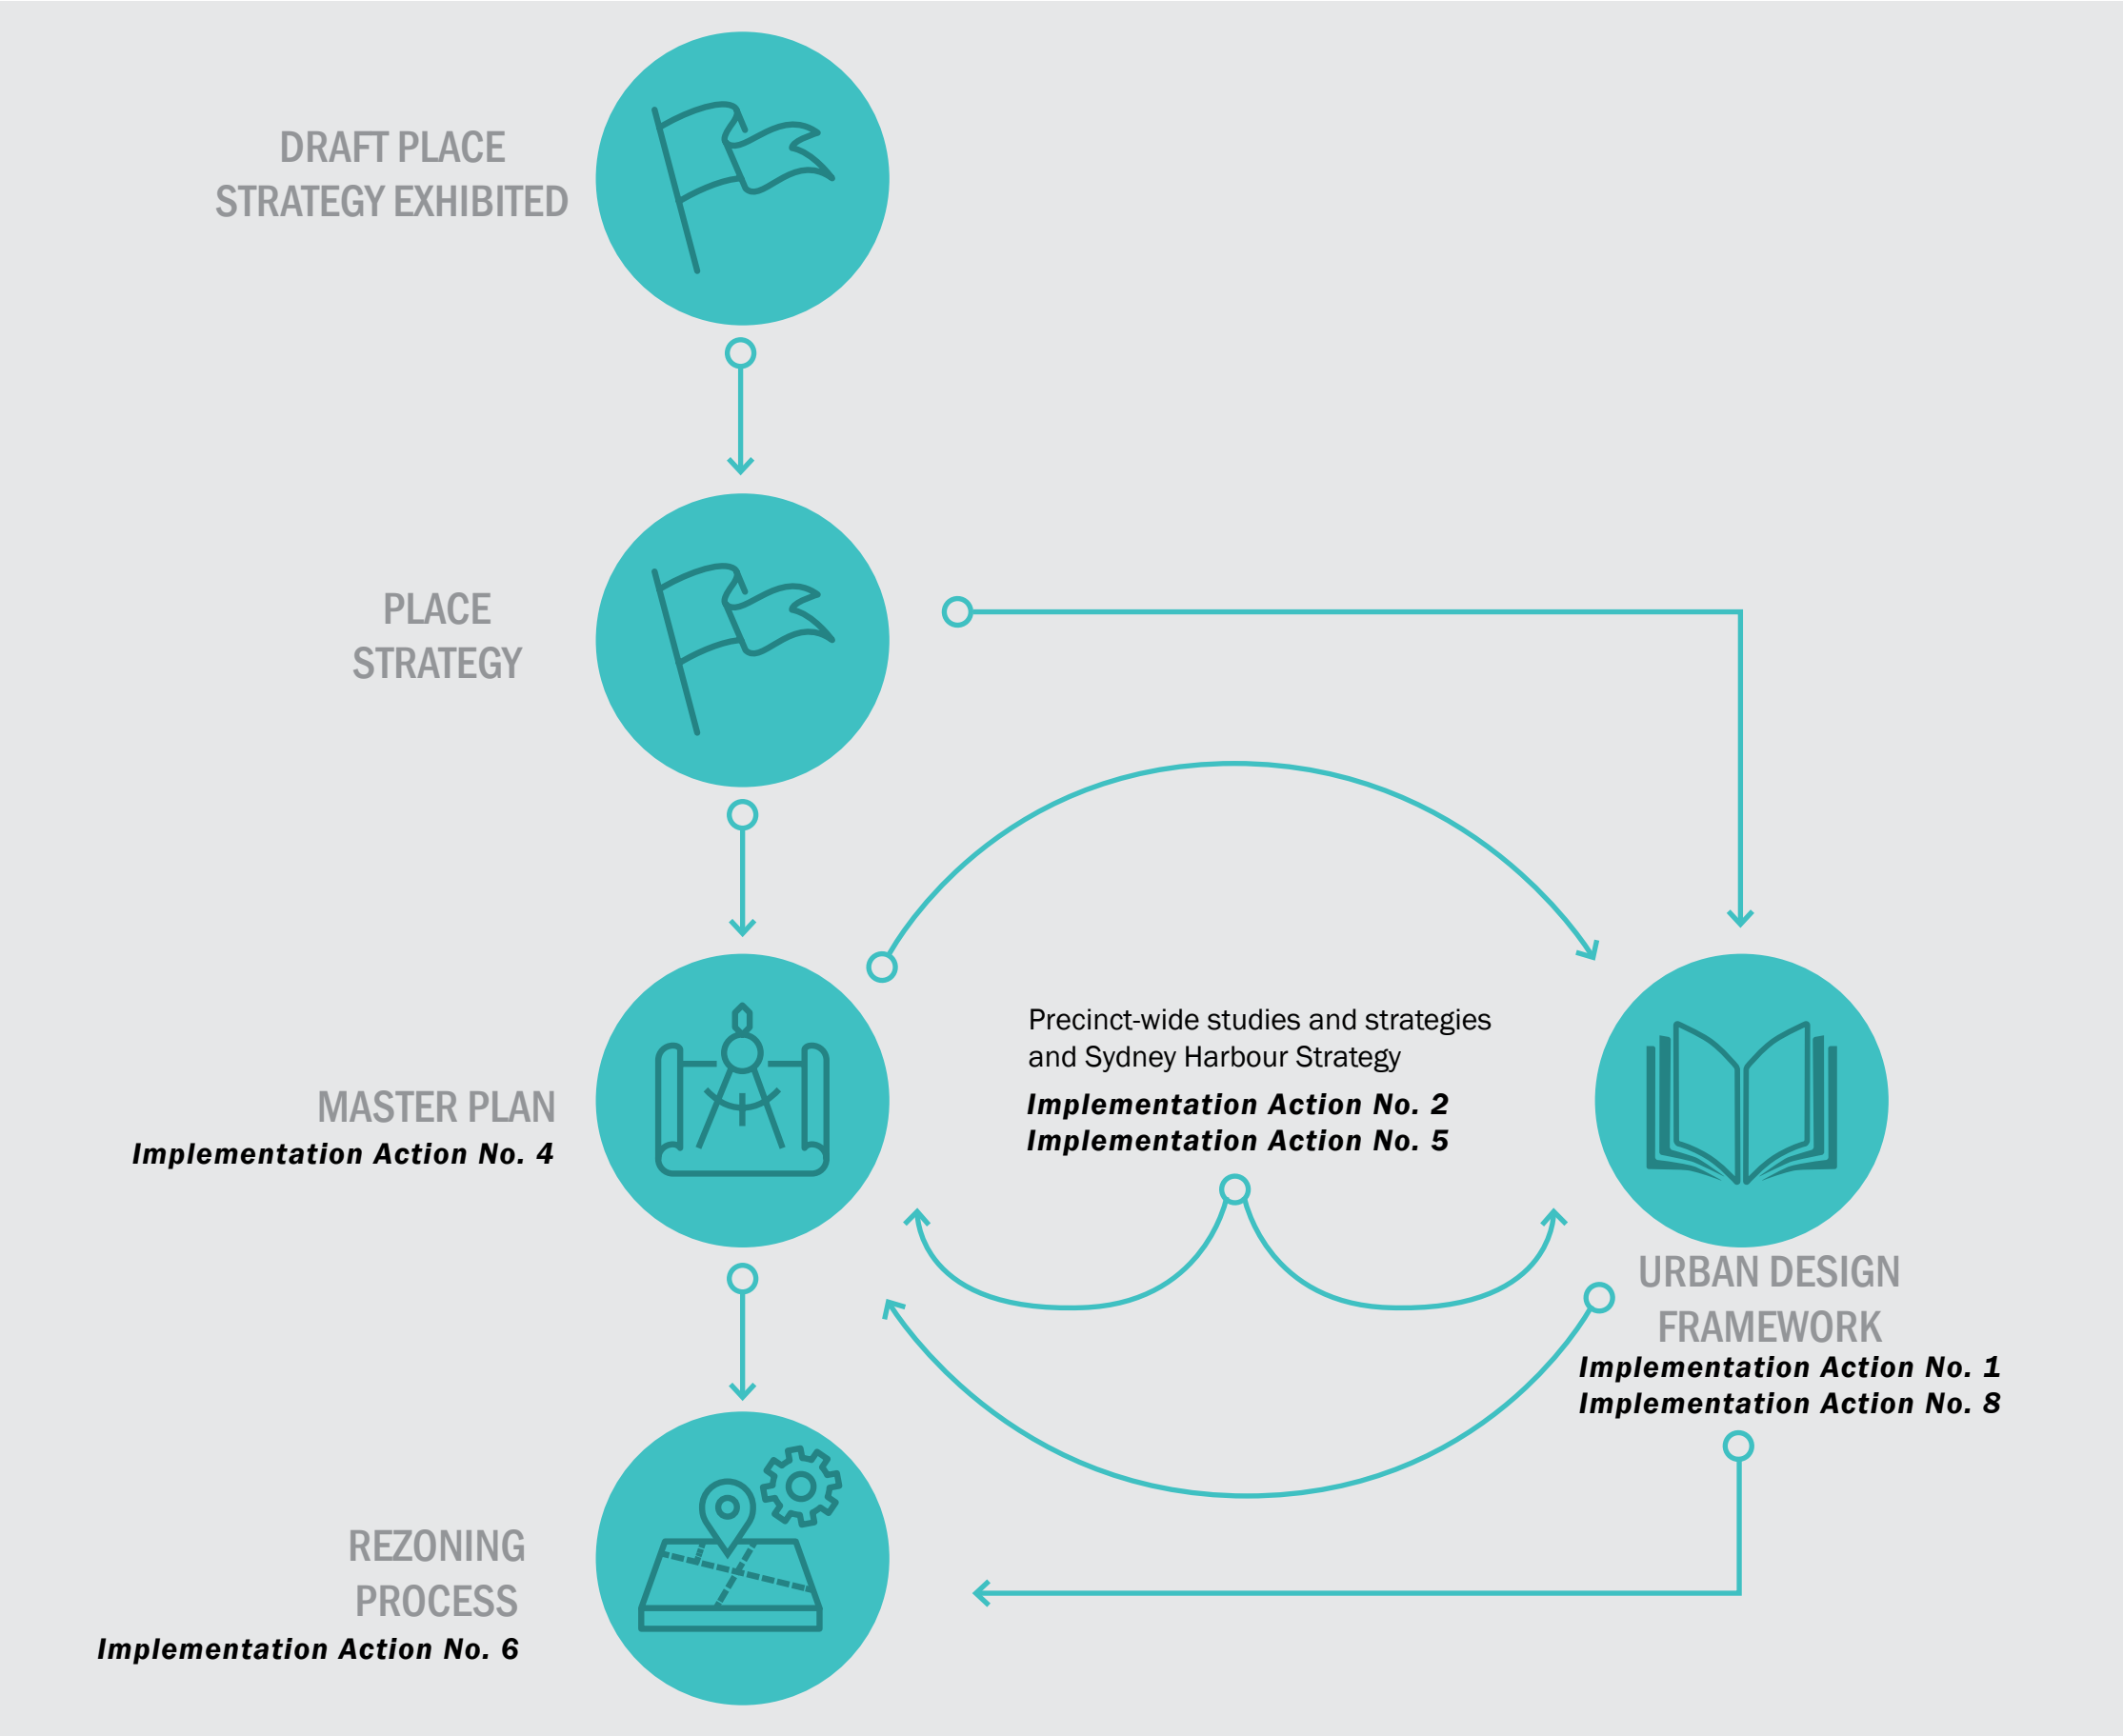 DRAFT PLACE
STRATEGY EXHIBITED
PLACE
STRATEGY
Precinct-wide studies and strategies
and Sydney Harbour Strategy
Implementation Action No. 2
Implementation Action No. 5
MASTER PLAN
Implementation Action No. 4
URBAN DESIGN
FRAMEWORK
Implementation Action No. 1
Implementation Action No. 8
REZONING
PROCESS
Implementation Action No. 6